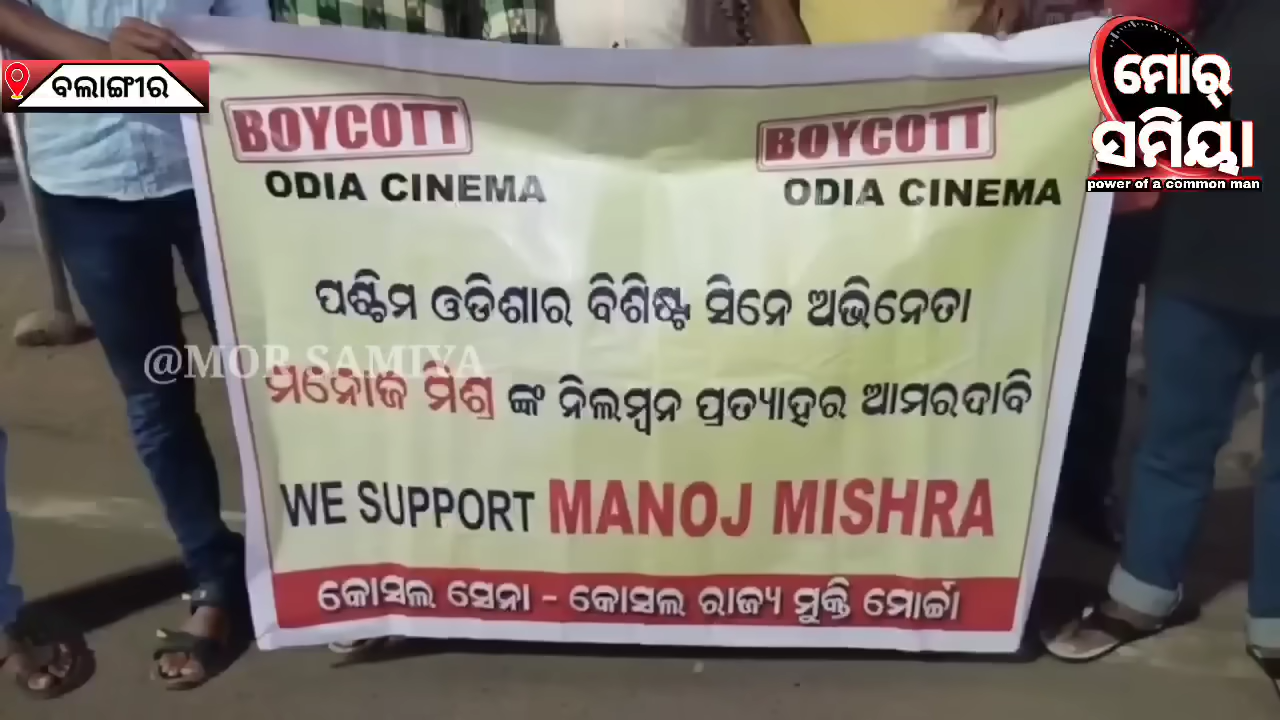 ବଲାଙ୍ଗୀର
ମୋର୍
ସମିୟା
power of a common man
BOYCOTT
ODIA CINEMA
BOYCOTT
ODIA CINEMA
ପଶ୍ଚିମ ଓଡିଶାର ବିଶିଷ୍ଟ ସିନେ ଅଭିନେତା
@MOR SAMIYA
ମନୋଜ ମିଶ୍ର ଙ୍କ ନିଲମ୍ବନ ପ୍ରତ୍ୟାହର ଆମରଦାବି
WE SUPPORT MANOJ MISHRA
କୋସଲ ସେନା - କୋସଲ ରାଜ୍ୟ ମୁକ୍ତି ମୋର୍ଚ୍ଚା